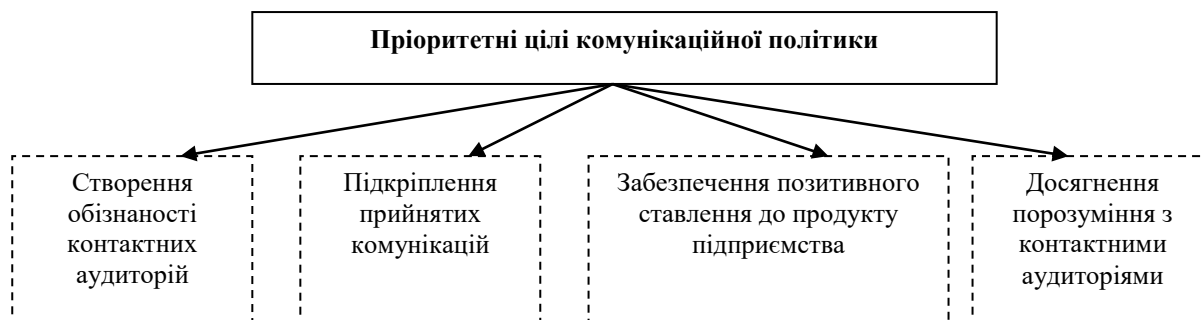 Пріоритетні цілі комунікаційної політики
Створення
обізнаності
контактних
аудиторій
Підкріплення
прийнятих
комунікацій
Забезпечення позитивного
ставлення до продукту
підприємства
Досягнення
порозуміння з
контактними
аудиторіями